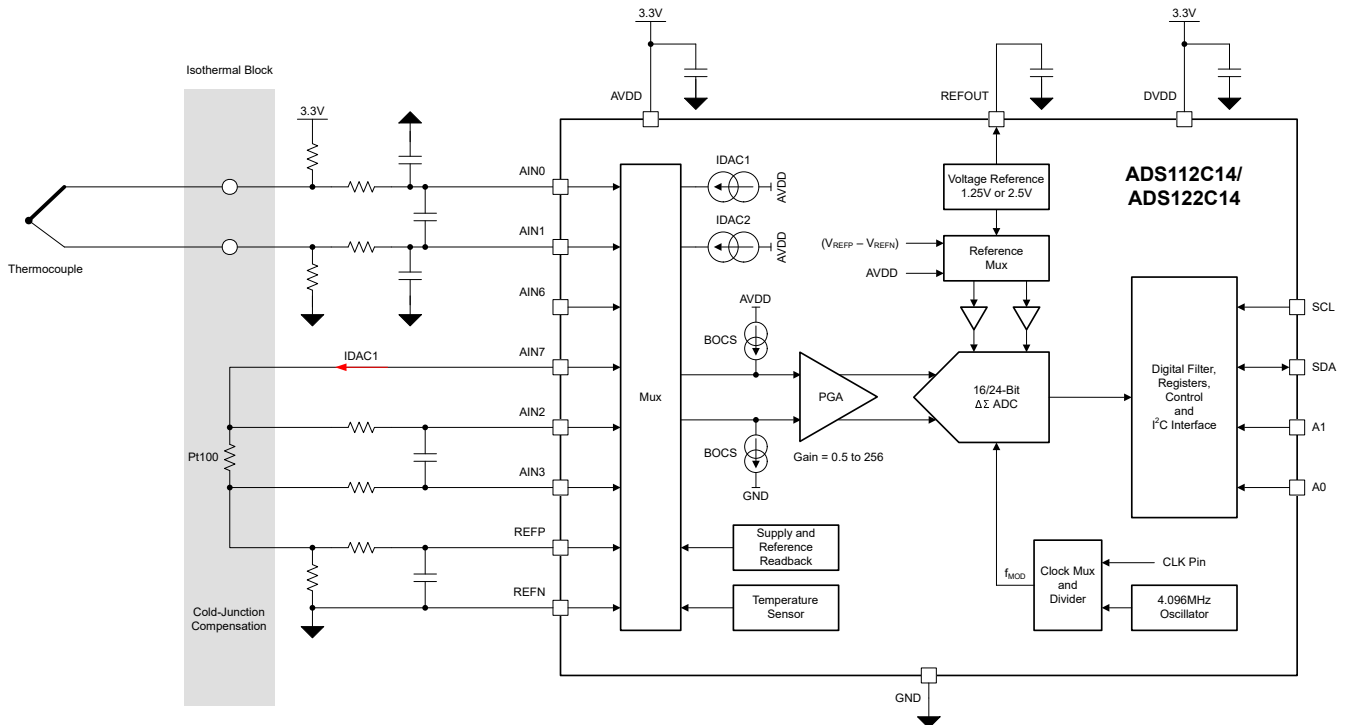 3.3V
3.3V
Isothermal Block
AVDD
REFOUT
DVDD
3.3V
AIN0
IDAC1
AVDD
Voltage Reference
1.25V or 2.5V
ADS112C14/
ADS122C14
AIN1
IDAC2
AVDD
(VREFP – VREFN)
Reference
Mux
AVDD
Thermocouple
AIN6
AVDD
BOCS
SCL
IDAC1
AIN7
Mux
PGA
16/24-Bit
ΔΣ ADC
Digital Filter,
Registers,
Control
and
I²C Interface
SDA
AIN2
A1
Pt100
BOCS
Gain = 0.5 to 256
AIN3
GND
A0
REFP
Supply and
Reference
Readback
fMOD
Clock Mux
and
Divider
CLK Pin
REFN
Temperature
Sensor
4.096MHz
Oscillator
Cold-Junction
Compensation
GND